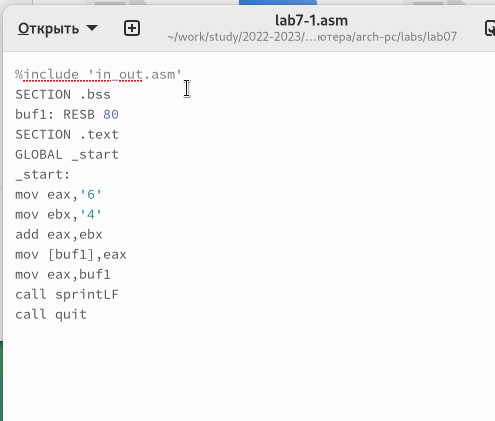 Открыть
lab7-1.asm
~/work/study/2022-2023/...ютера/arch-pc/labs/lab07
%include 'in_out.asm'
SECTION .bss
buf1: RESB 80
SECTION .text
GLOBAL _start
_start:
mov eax,'6'
mov ebx,'4'
add eax,ebx
mov [buf1],eax
mov eax,buf1
call sprintLF
call quit